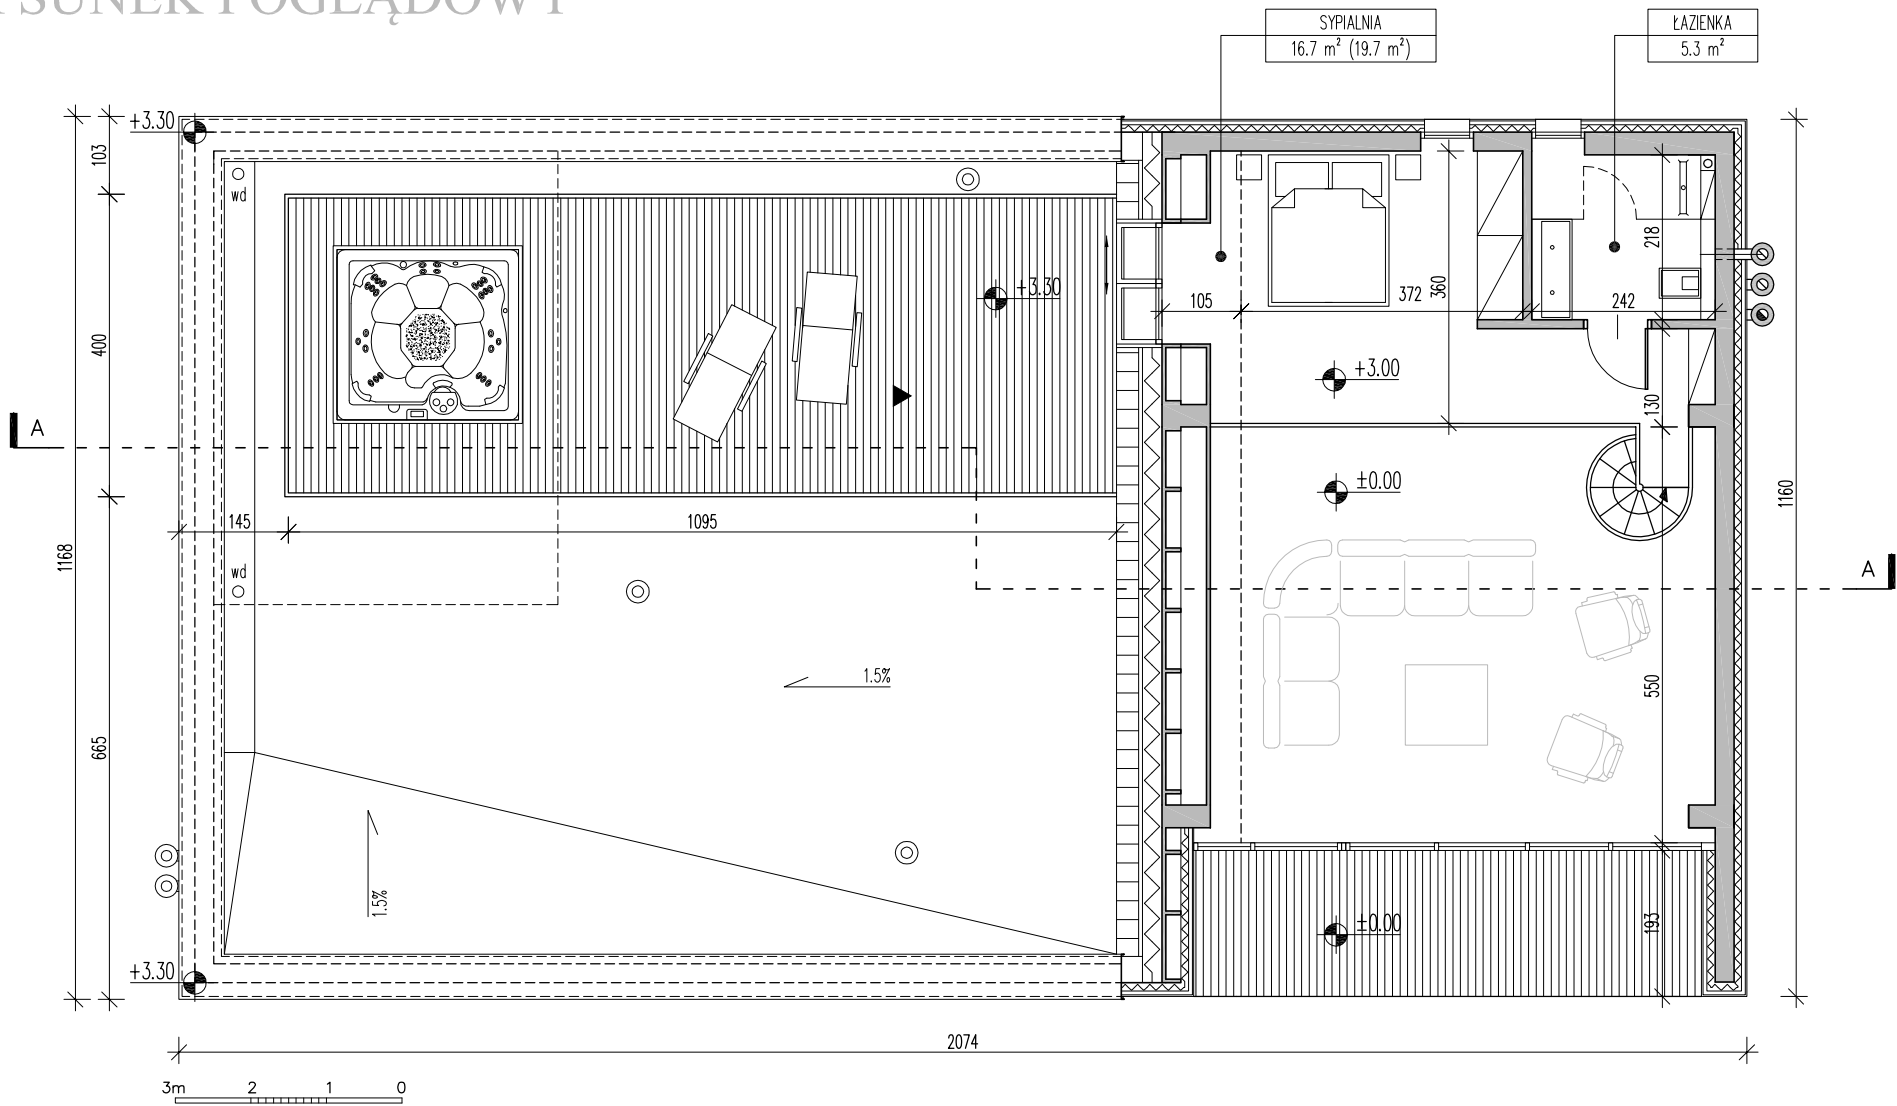 RYSUNEK POGLĄDOWY
SYPIALNIA
16.7 m² (19.7 m²)
ŁAZIENKA
5.3 m²
+3.30
103
wd
400
+3.30
105
372
360
218
242
+3.00
130
A
±0.00
1160
145
1095
1168
wd
A
1.5%
550
665
1.5%
±0.00
193
+3.30
2074
3m 2 1 0